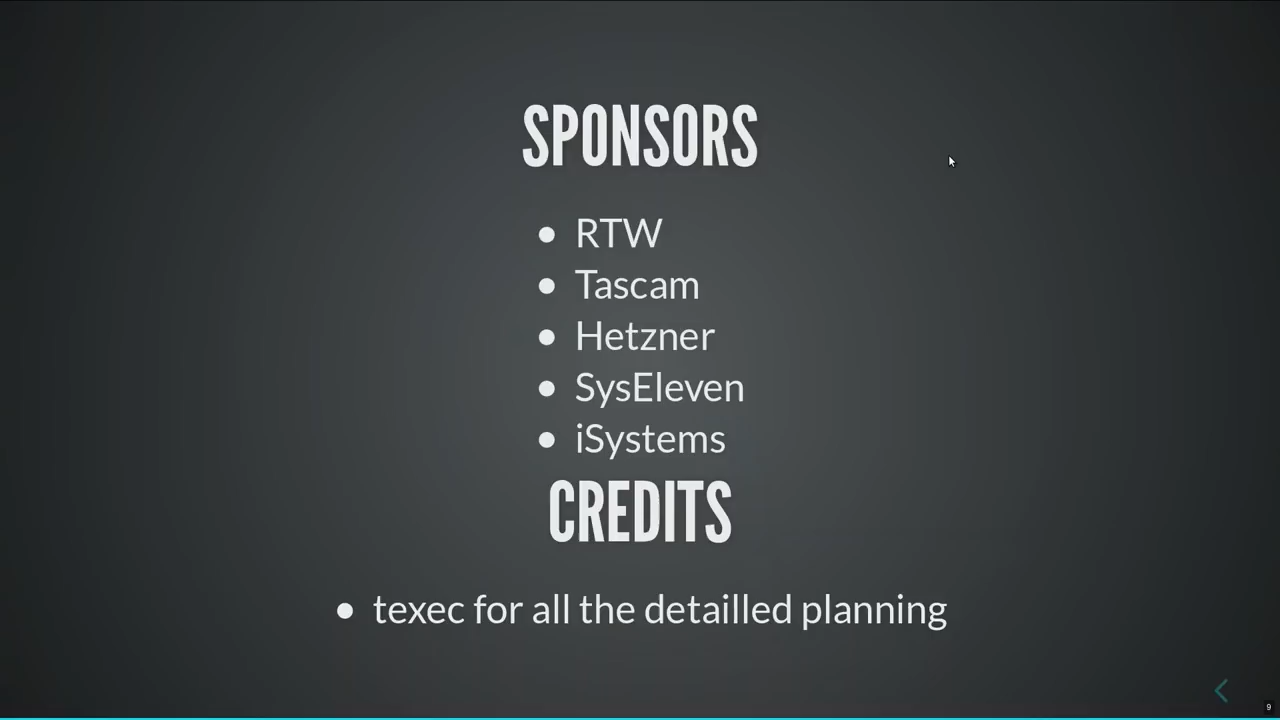 SPONSORS
• RTW
• Tascam
• Hetzner
• SysEleven
• iSystems
CREDITS
• texec for all the detailled planning
9